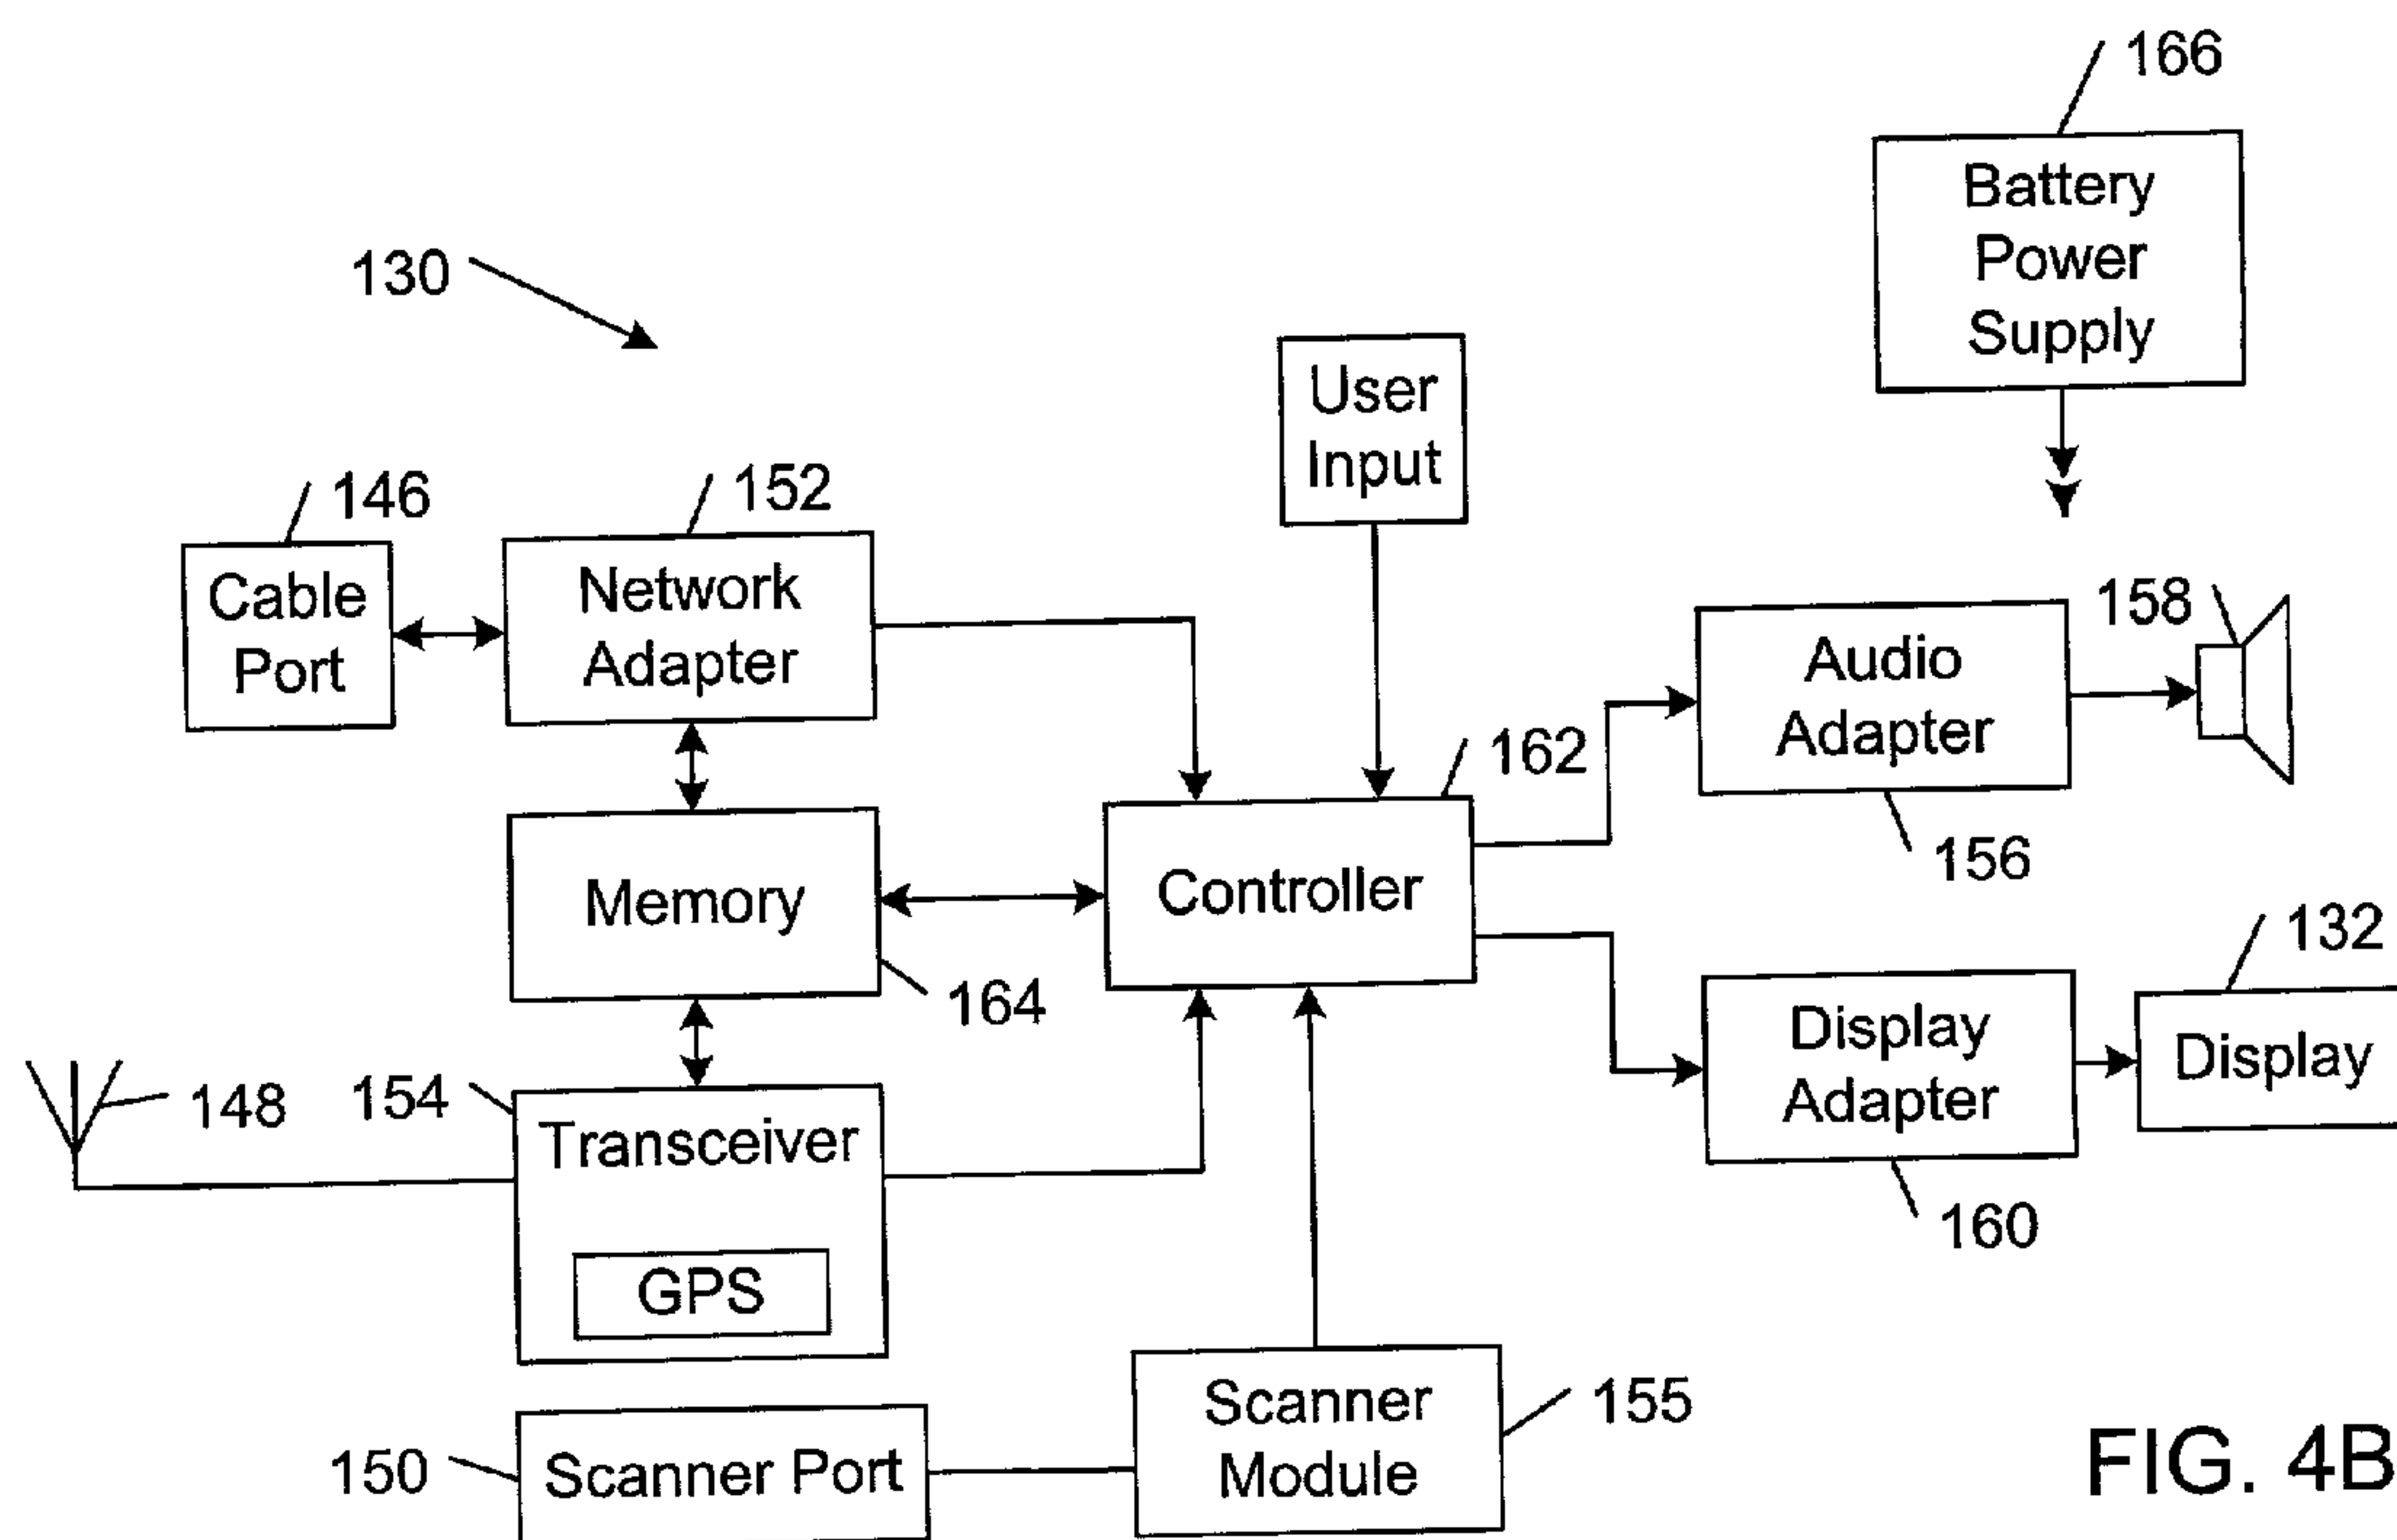 166
Battery
Power
Supply
130
User
Input
146
152
Cable
Port
Network
Adapter
158
Audio
Adapter
156
162
Memory
164
Controller
132
Display
Adapter
160
Display
148
154
Transceiver
GPS
150
Scanner Port
Scanner
Module
155
FIG. 4B